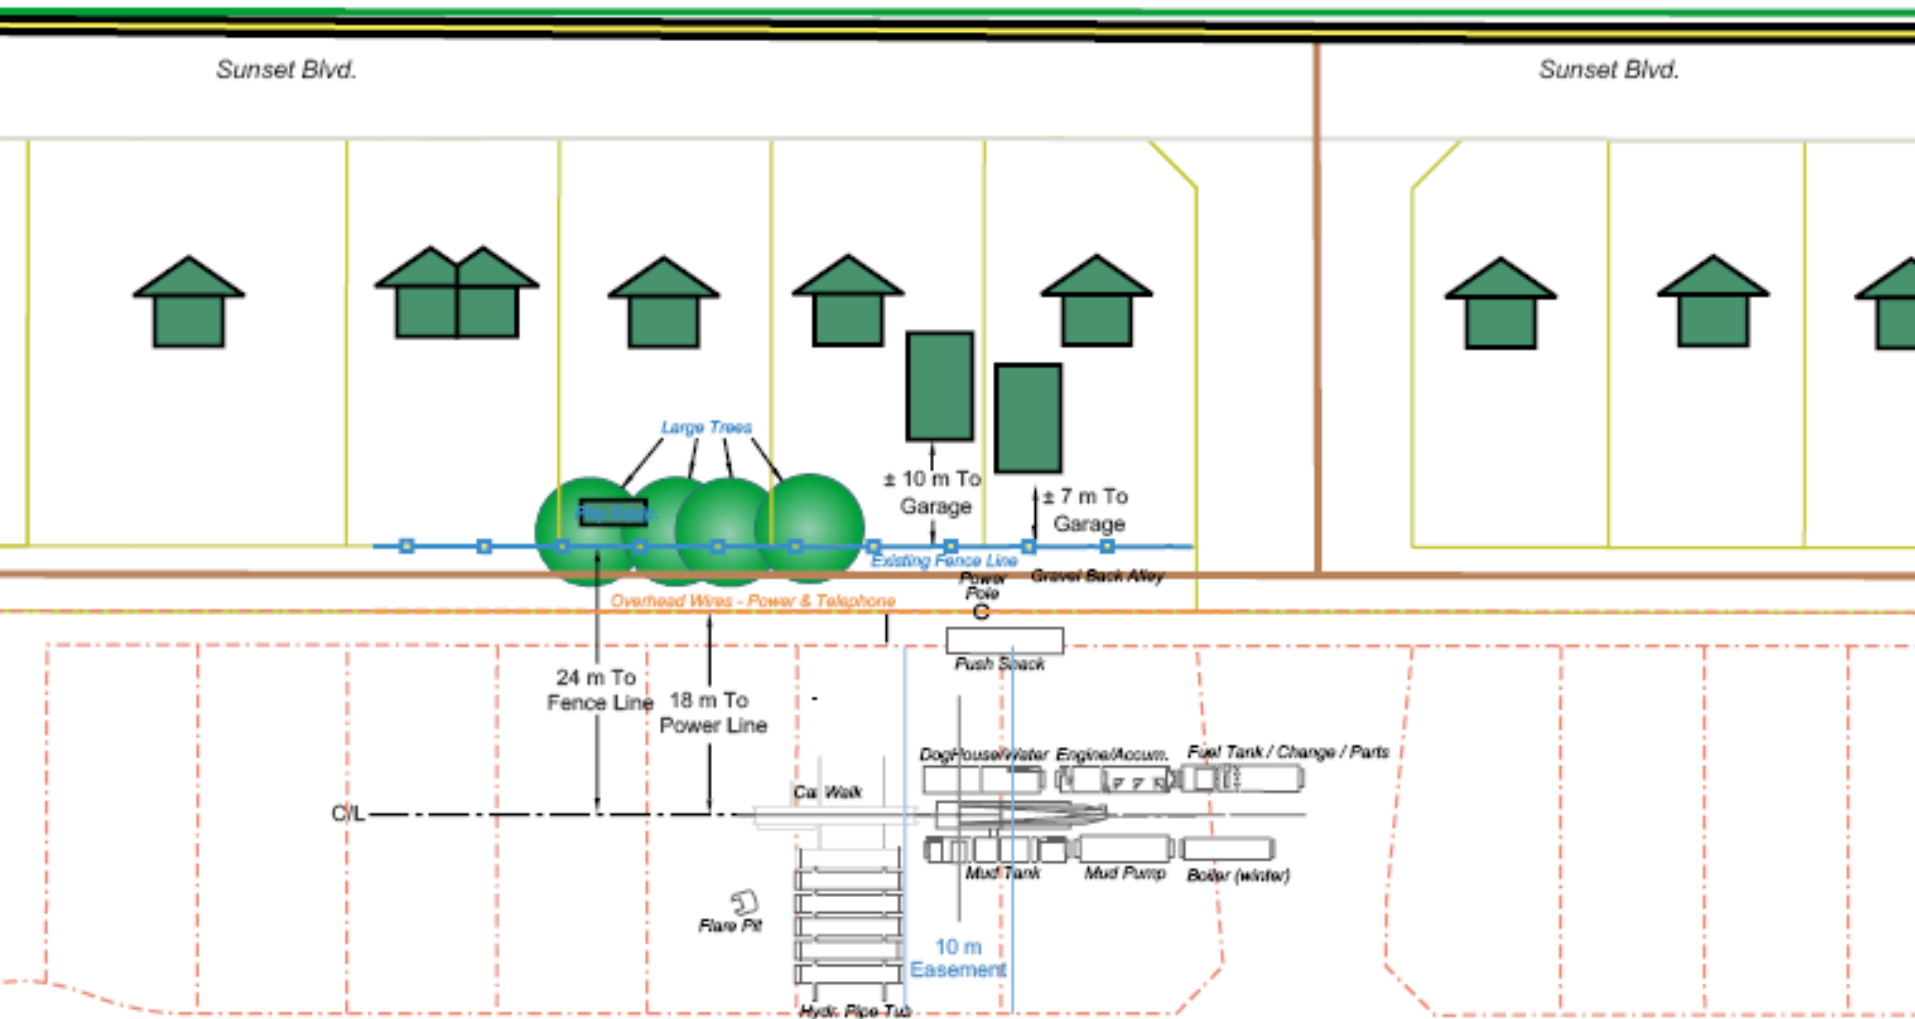 Sunset Blvd.
Sunset Blvd.
Large Trees
Play Equip.
± 10 m To
Garage
± 7 m To
Garage
Existing Fence Line
Power
Pole
Gravel Back Alley
Overhead Wires - Power & Telephone
C
Push Shack
24 m To
Fence Line
18 m To
Power Line
DogHouse/Water
Engine/Accum.
Fuel Tank / Change / Parts
Cat Walk
C/L
Mud Tank
Mud Pump
Boiler (winter)
Flare Pit
10 m
Easement
Hydr. Pipe Tub